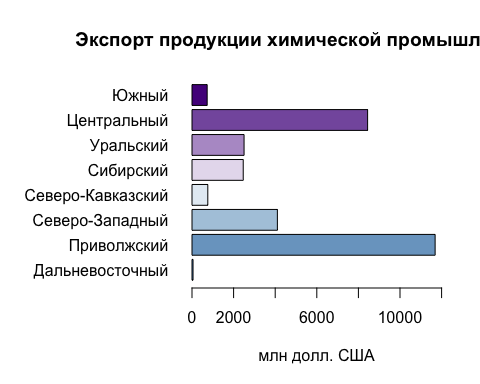 Экспорт продукции химической промышл
Южный
Центральный
Уральский
Сибирский
Северо-Кавказский
Северо-Западный
Приволжский
Дальневосточный
0 2000 6000 10000
млн долл. США